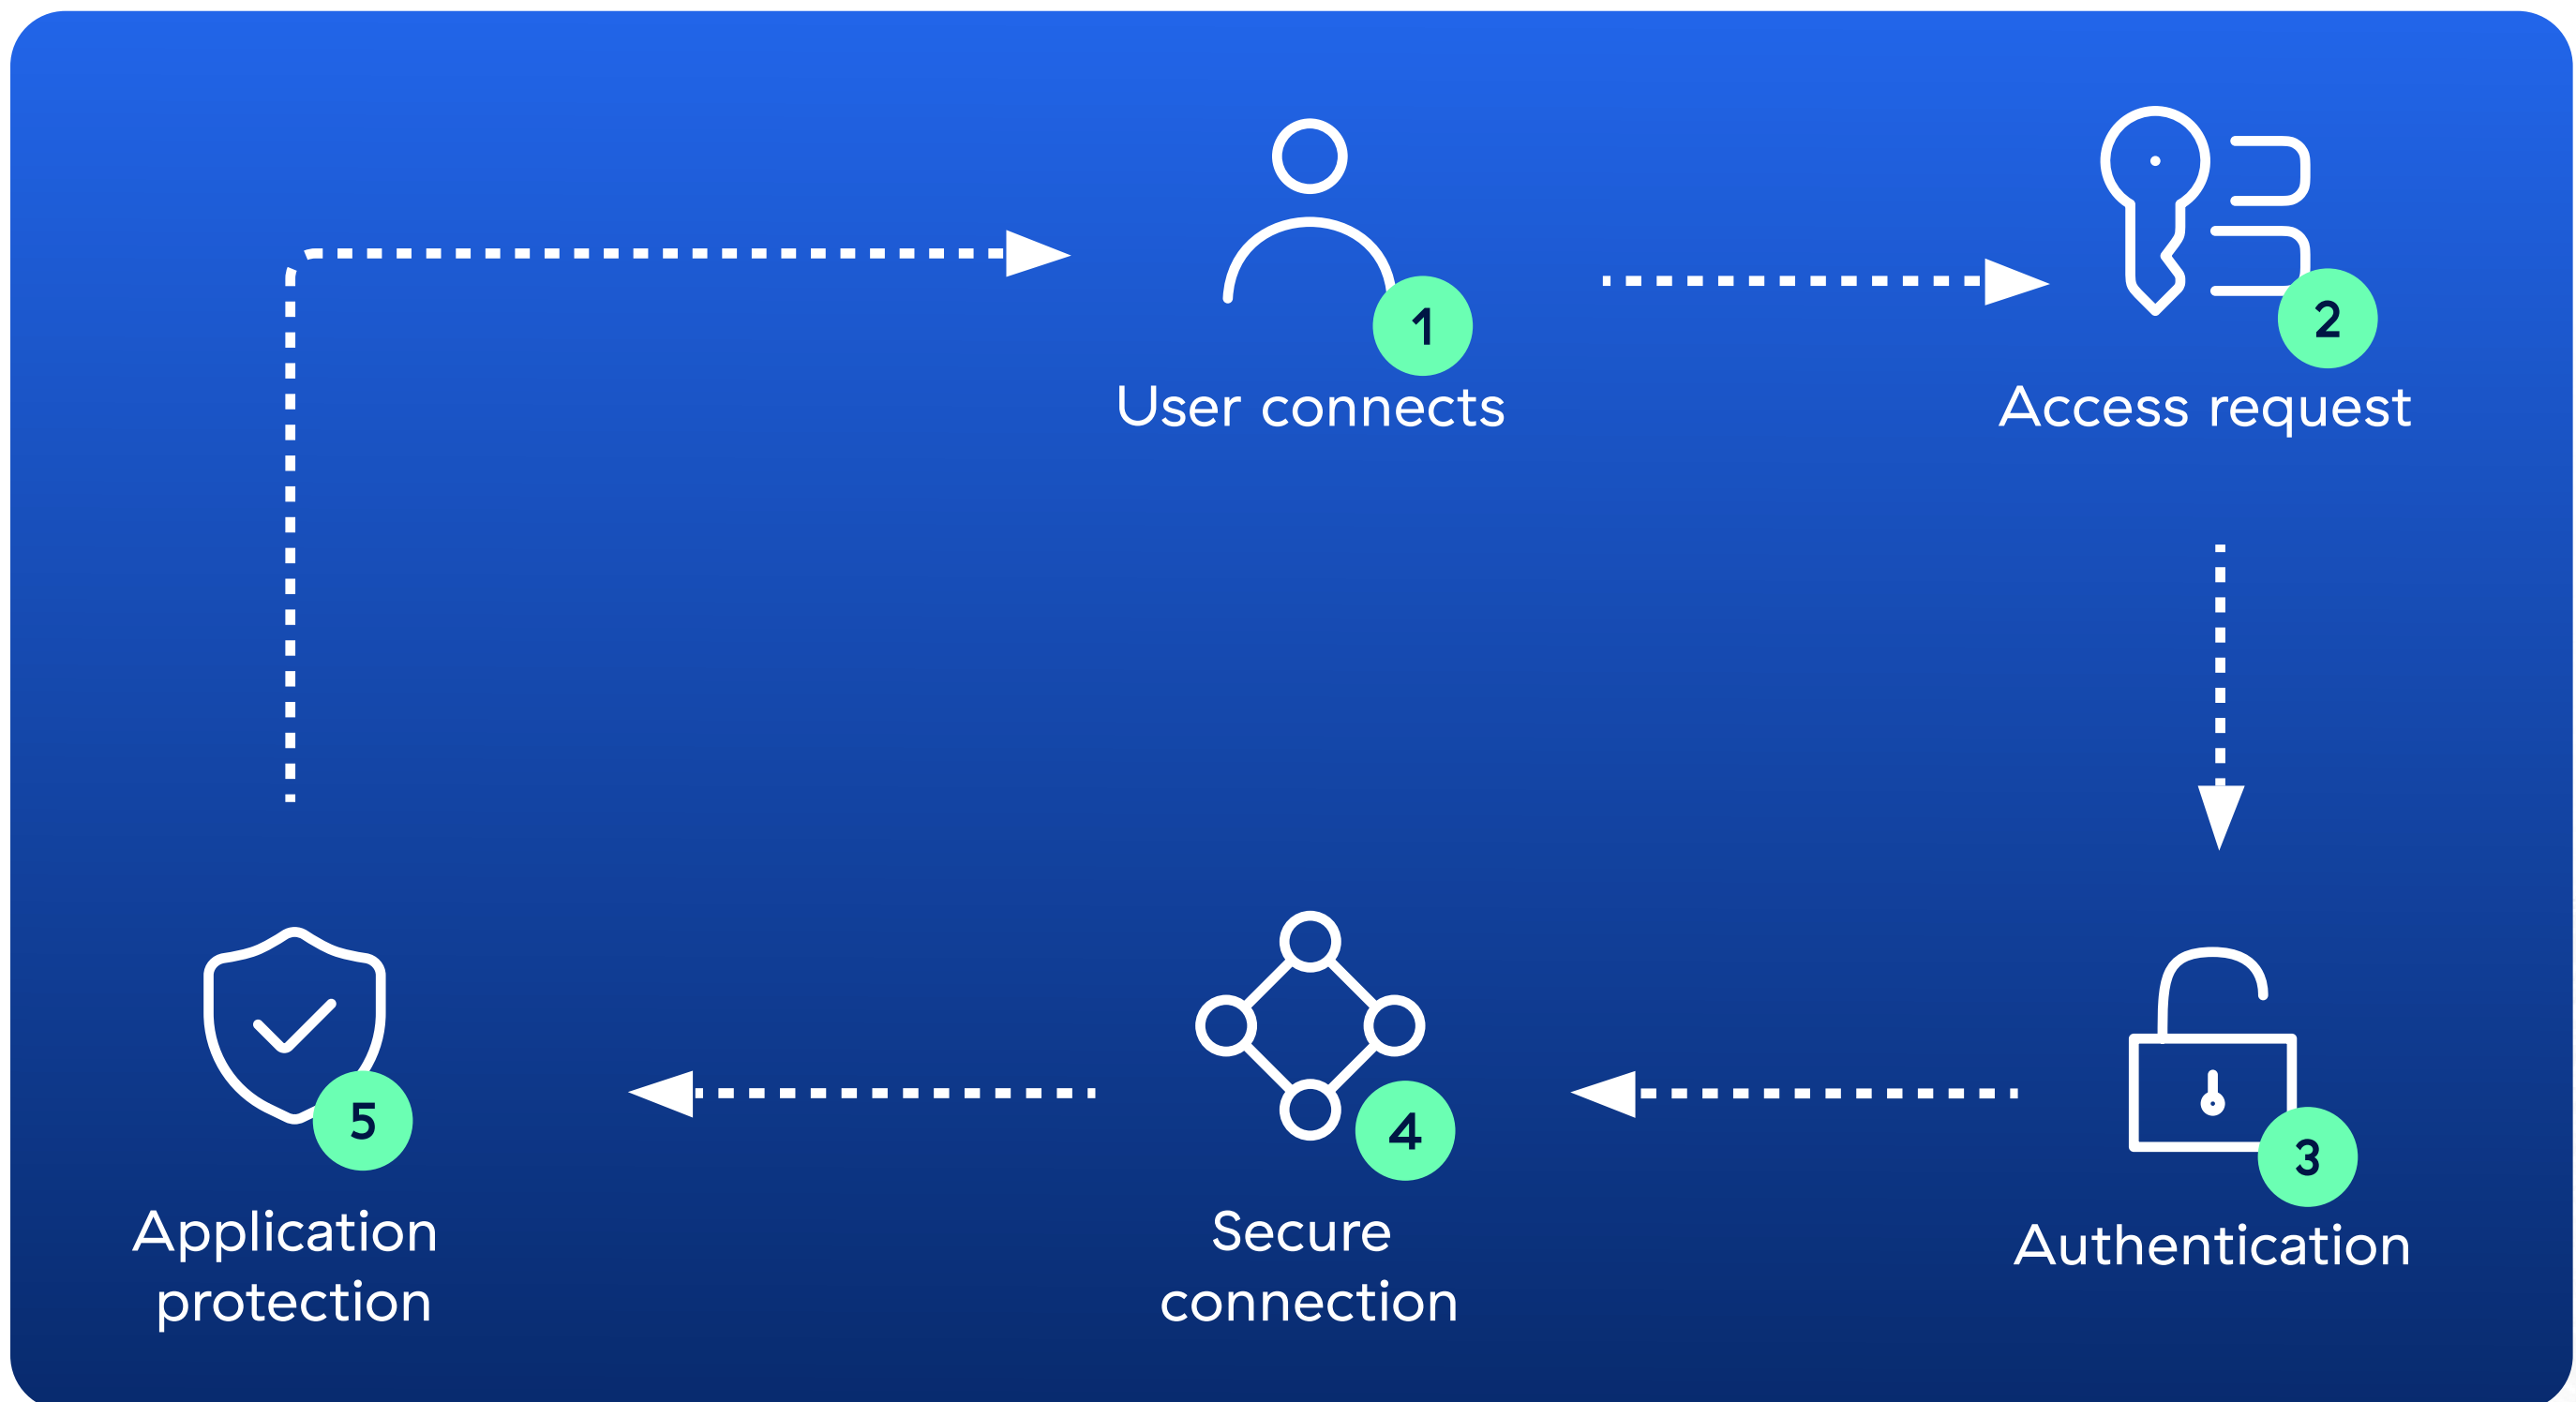 1
User connects
2
Access request
3
Authentication
4
Secure
connection
5
Application
protection